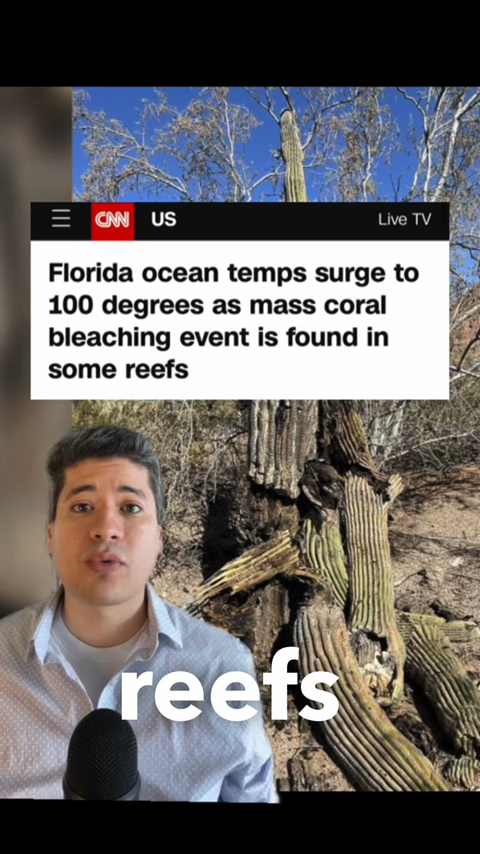 CNN US Live TV
Florida ocean temps surge to
100 degrees as mass coral
bleaching event is found in
some reefs
reefs